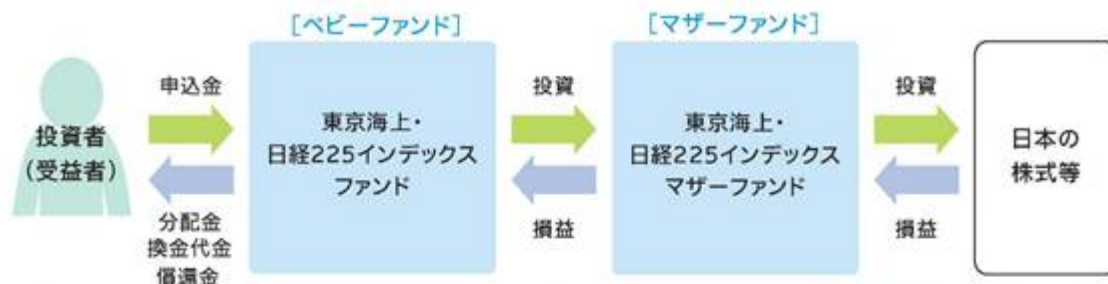 [ベビーファンド]
[マザーファンド]
投資者
(受益者)
申込金
分配金
換金代金
償還金
東京海上・
日経225インデックス
ファンド
投資
損益
東京海上・
日経225インデックス
マザーファンド
投資
損益
日本の
株式等